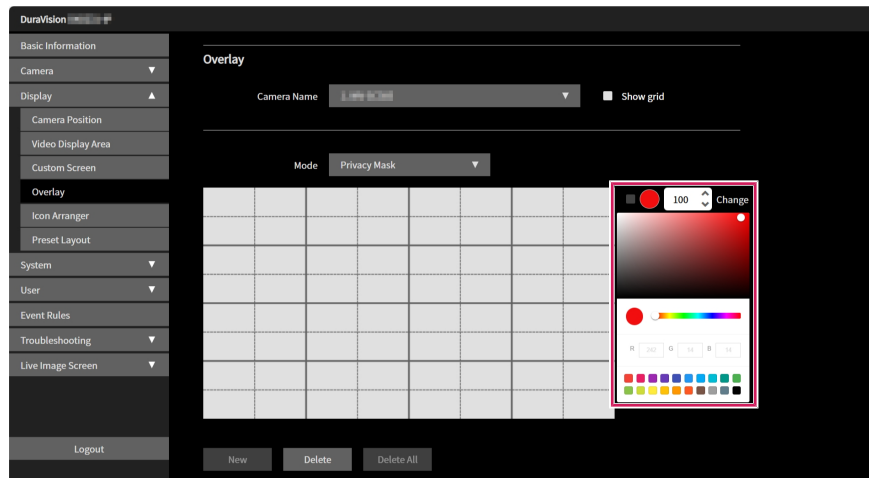 DuraVision
Basic Information
Camera ▼
Display ▲
Camera Position
Video Display Area
Custom Screen
Overlay
Icon Arranger
Preset Layout
System ▼
User ▼
Event Rules
Troubleshooting ▼
Live Image Screen ▼
Logout
Overlay
Camera Name ▼ Show grid
Mode Privacy Mask ▼
100 Change
R G B
New Delete Delete All